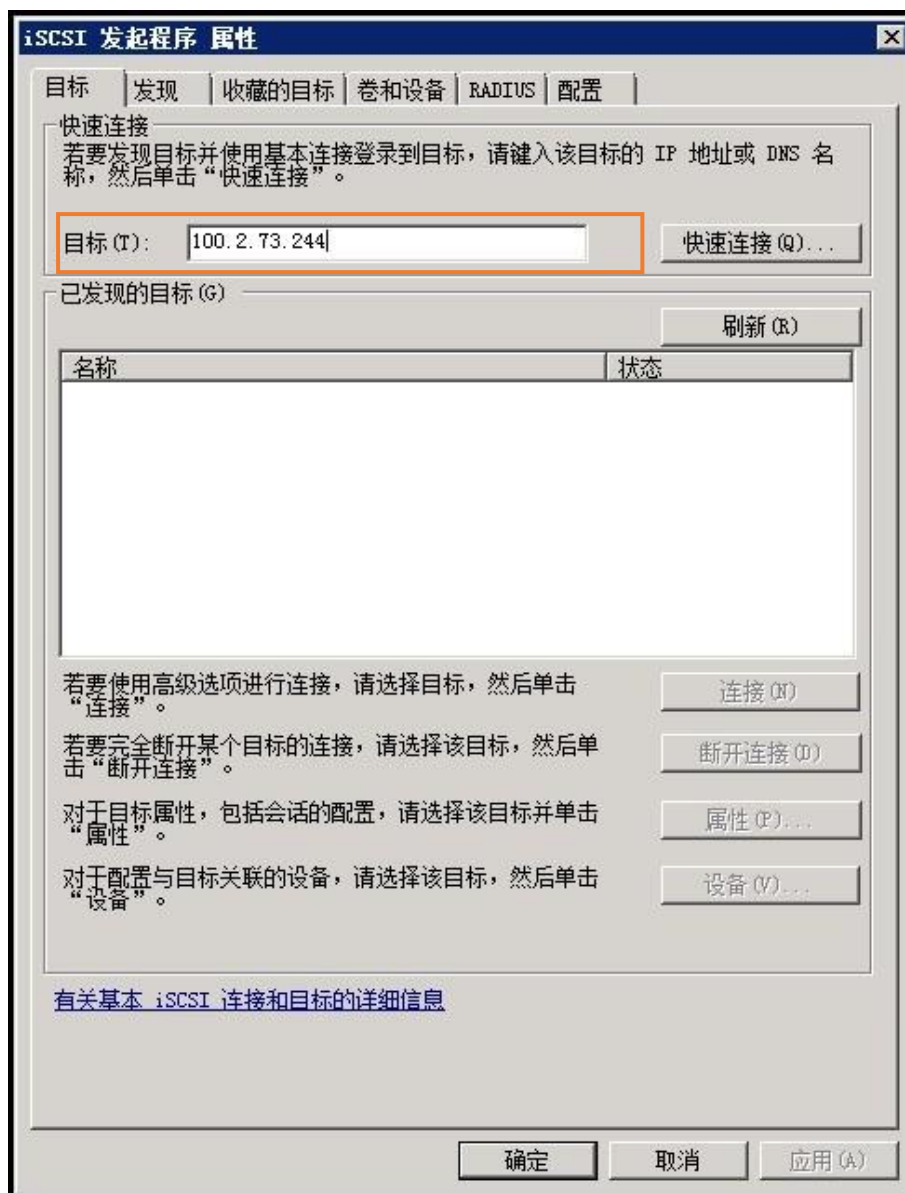 iSCSI 发起程序 属性
目标 发现 收藏的目标 卷和设备 RADIUS 配置
快速连接
若要发现目标并使用基本连接登录到目标，请键入该目标的 IP 地址或 DNS 名
称，然后单击“快速连接”。
目标(T): 100.2.73.244 快速连接(Q)...
已发现的目标(G)
刷新(R)
名称 状态
若要使用高级选项进行连接，请选择目标，然后单击
“连接”。
连接(N)
若要完全断开某个目标的连接，请选择该目标，然后单
击“断开连接”。
断开连接(D)
对于目标属性，包括会话的配置，请选择该目标并单击
“属性”。
属性(P)...
对于配置与目标关联的设备，请选择该目标，然后单击
“设备”。
设备(V)...
有关基本 iSCSI 连接和目标的详细信息
确定 取消 应用(A)